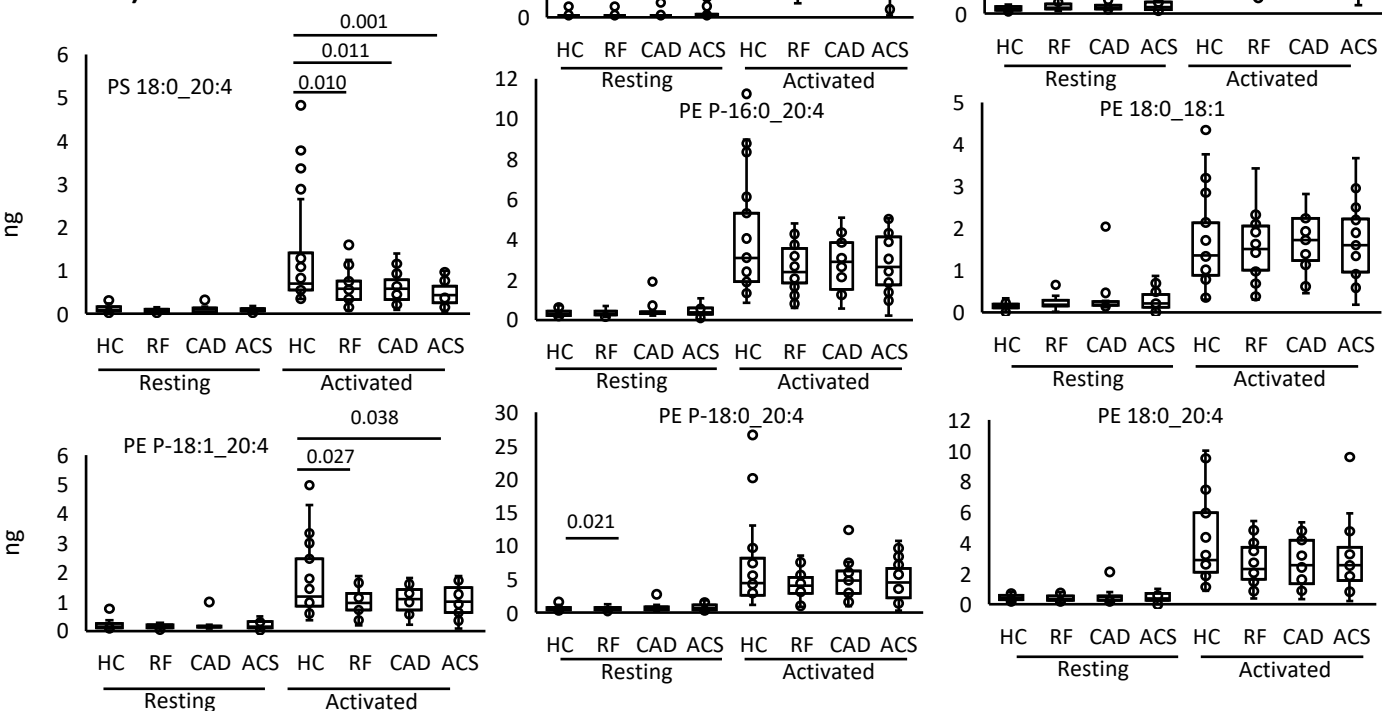 0
HC RF CAD ACS HC RF CAD ACS
Resting Activated
0
HC RF CAD ACS HC RF CAD ACS
Resting Activated
0.001
0.011
0.010
PS 18:0_20:4
ng
6
5
4
3
2
1
0
HC RF CAD ACS HC RF CAD ACS
Resting Activated
PE P-16:0_20:4
12
10
8
6
4
2
0
HC RF CAD ACS HC RF CAD ACS
Resting Activated
PE 18:0_18:1
5
4
3
2
1
0
HC RF CAD ACS HC RF CAD ACS
Resting Activated
0.038
0.027
PE P-18:1_20:4
ng
6
5
4
3
2
1
0
HC RF CAD ACS HC RF CAD ACS
Resting Activated
PE P-18:0_20:4
0.021
30
25
20
15
10
5
0
HC RF CAD ACS HC RF CAD ACS
Resting Activated
PE 18:0_20:4
12
10
8
6
4
2
0
HC RF CAD ACS HC RF CAD ACS
Resting Activated